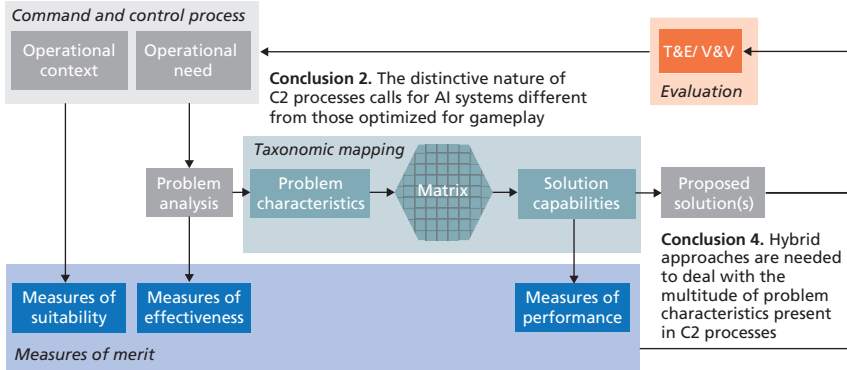 Command and control process
Operational
context
Operational
need
T&E/ V&V
Evaluation
Conclusion 2. The distinctive nature of
C2 processes calls for AI systems different
from those optimized for gameplay
Taxonomic mapping
Problem
analysis
Problem
characteristics
Matrix
Solution
capabilities
Proposed
solution(s)
Conclusion 4. Hybrid
approaches are needed
to deal with the
multitude of problem
characteristics present
in C2 processes
Measures of
suitability
Measures of
effectiveness
Measures of
performance
Measures of merit